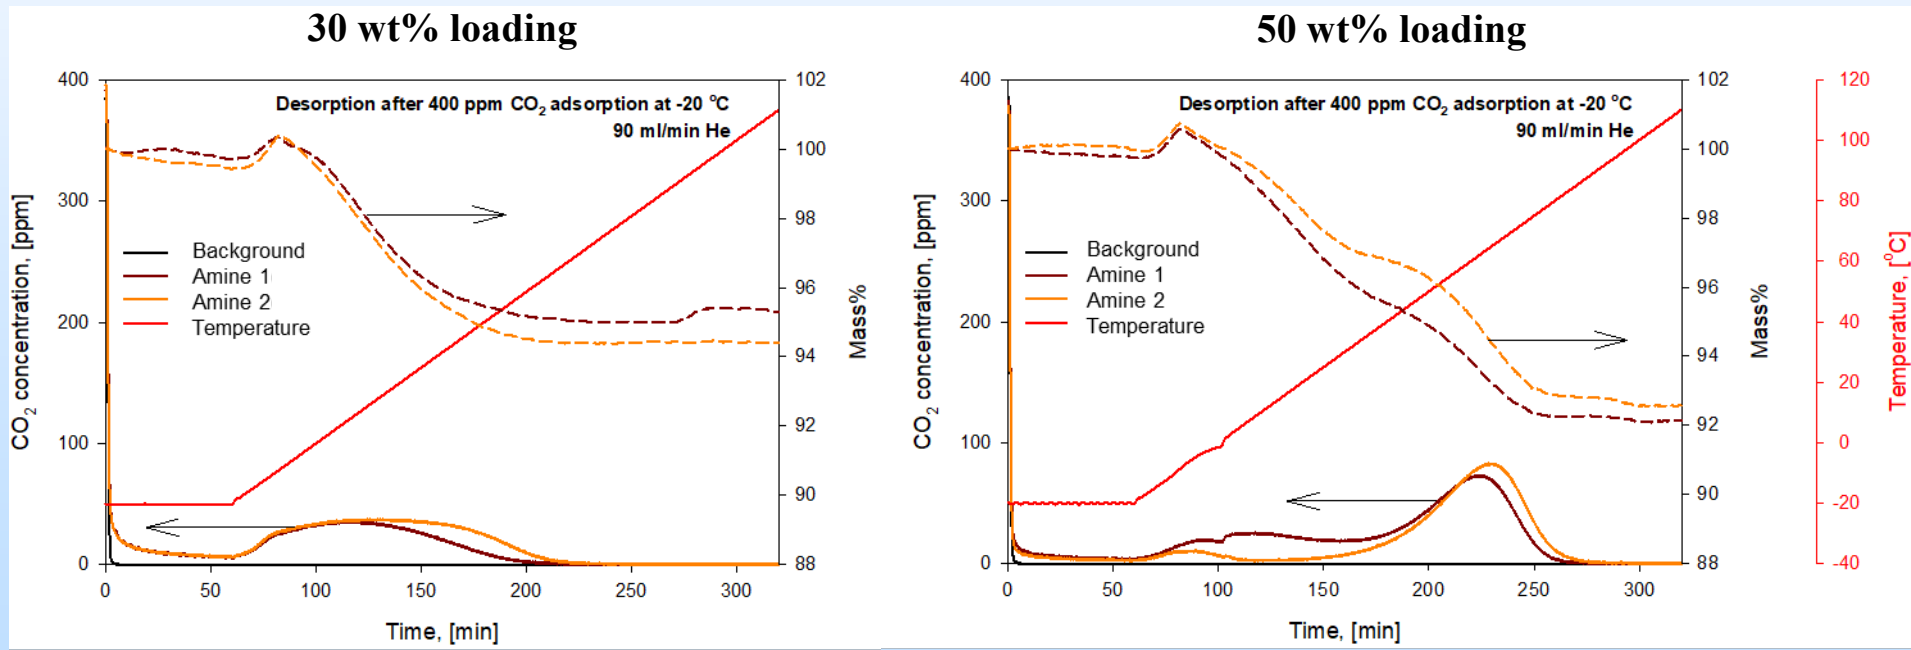 30 wt% loading
400
300
200
100
0
CO2 concentration, [ppm]
Desorption after 400 ppm CO2 adsorption at -20 °C
90 ml/min He
Background
Amine 1
Amine 2
Temperature
102
100
98
96
94
92
90
88
Mass%
0 50 100 150 200 250 300
Time, [min]
50 wt% loading
400
300
200
100
0
CO2 concentration, [ppm]
Desorption after 400 ppm CO2 adsorption at -20 °C
90 ml/min He
Background
Amine 1
Amine 2
Temperature
102
100
98
96
94
92
90
88
Mass%
120
100
80
60
40
20
0
-20
-40
Temperature, [°C]
0 50 100 150 200 250 300
Time, [min]